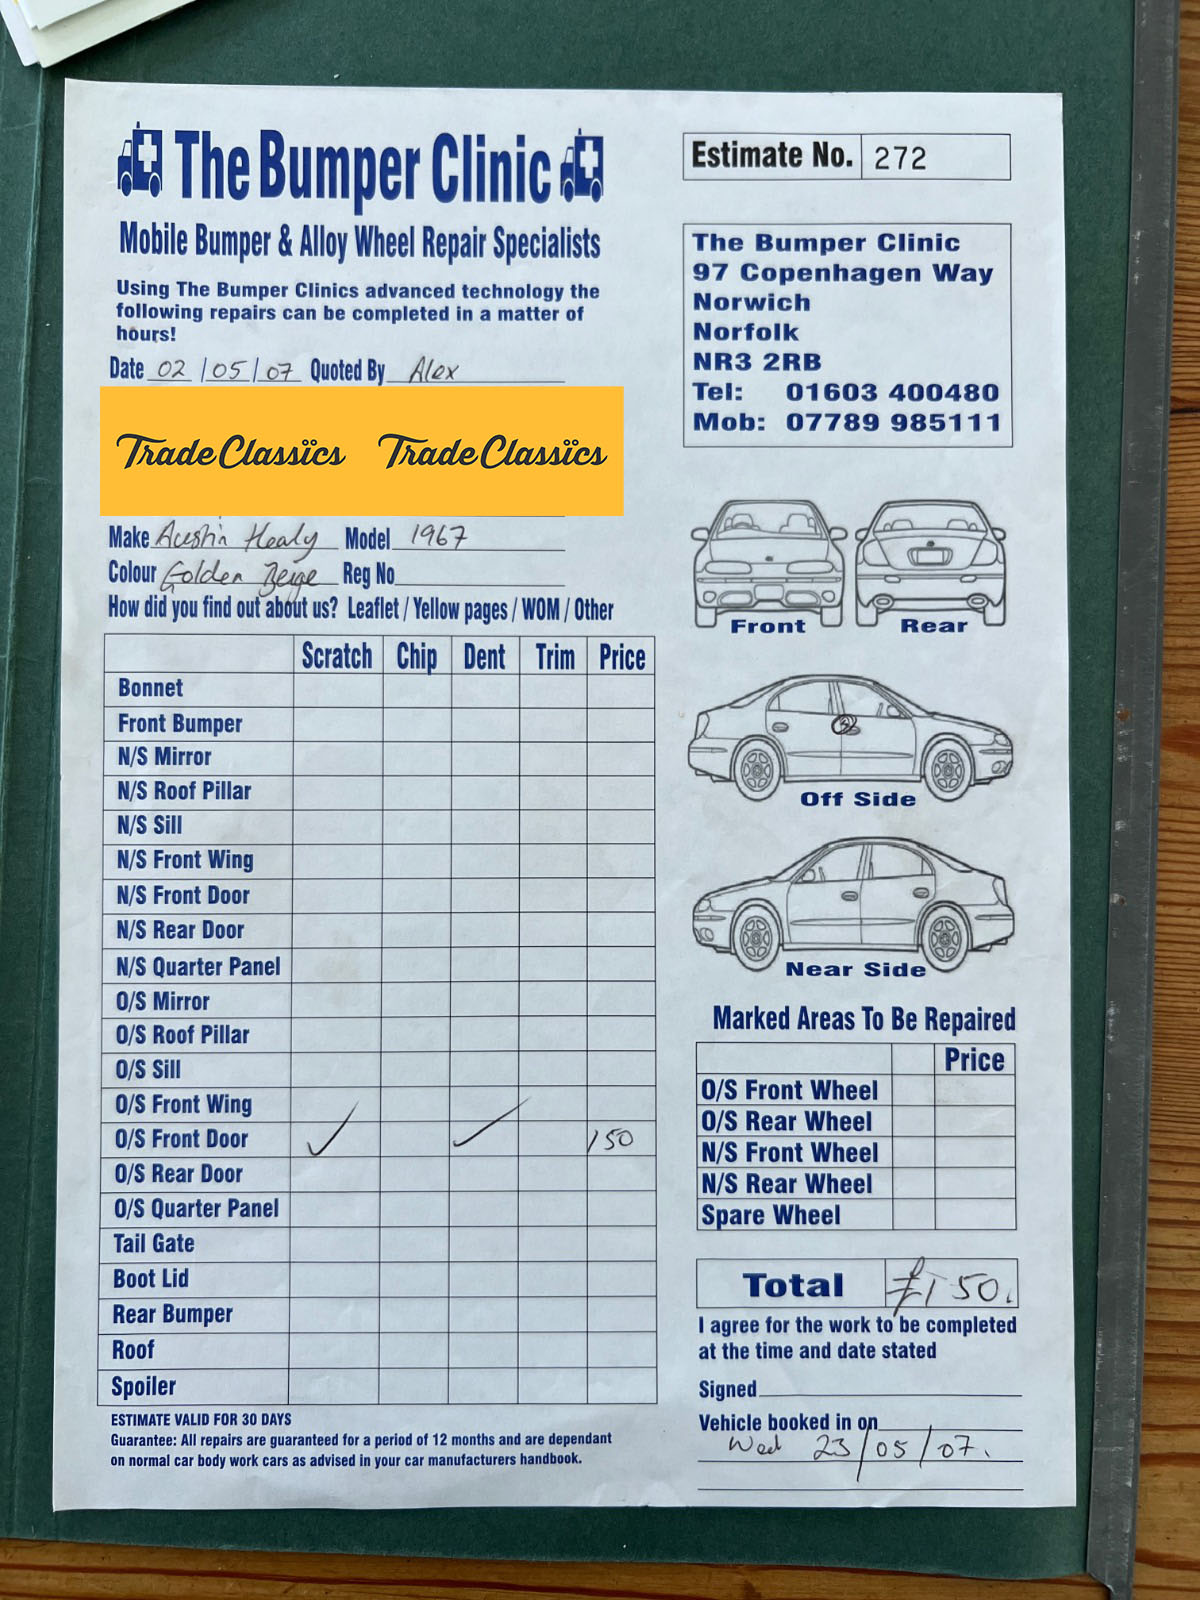 The Bumper Clinic
Mobile Bumper & Alloy Wheel Repair Specialists
Using The Bumper Clinics advanced technology the
following repairs can be completed in a matter of
hours!
Date 02/05/07 Quoted By Alex
Trade Classics Trade Classics
Make Austin Healy Model 1967
Colour Golden Beige Reg No
How did you find out about us? Leaflet / Yellow pages / WOM / Other
Scratch Chip Dent Trim Price
Bonnet
Front Bumper
N/S Mirror
N/S Roof Pillar
N/S Sill
N/S Front Wing
N/S Front Door
N/S Rear Door
N/S Quarter Panel
O/S Mirror
O/S Roof Pillar
O/S Sill
O/S Front Wing
O/S Front Door 150
O/S Rear Door
O/S Quarter Panel
Tail Gate
Boot Lid
Rear Bumper
Roof
Spoiler
ESTIMATE VALID FOR 30 DAYS
Guarantee: All repairs are guaranteed for a period of 12 months and are dependant
on normal car body work cars as advised in your car manufacturers handbook.
Estimate No. 272
The Bumper Clinic
97 Copenhagen Way
Norwich
Norfolk
NR3 2RB
Tel: 01603 400480
Mob: 07789 985111
Front Rear
Off Side
Near Side
Marked Areas To Be Repaired
Price
O/S Front Wheel
O/S Rear Wheel
N/S Front Wheel
N/S Rear Wheel
Spare Wheel
Total £150.
I agree for the work to be completed
at the time and date stated
Signed
Vehicle booked in on
Wed 23/05/07.